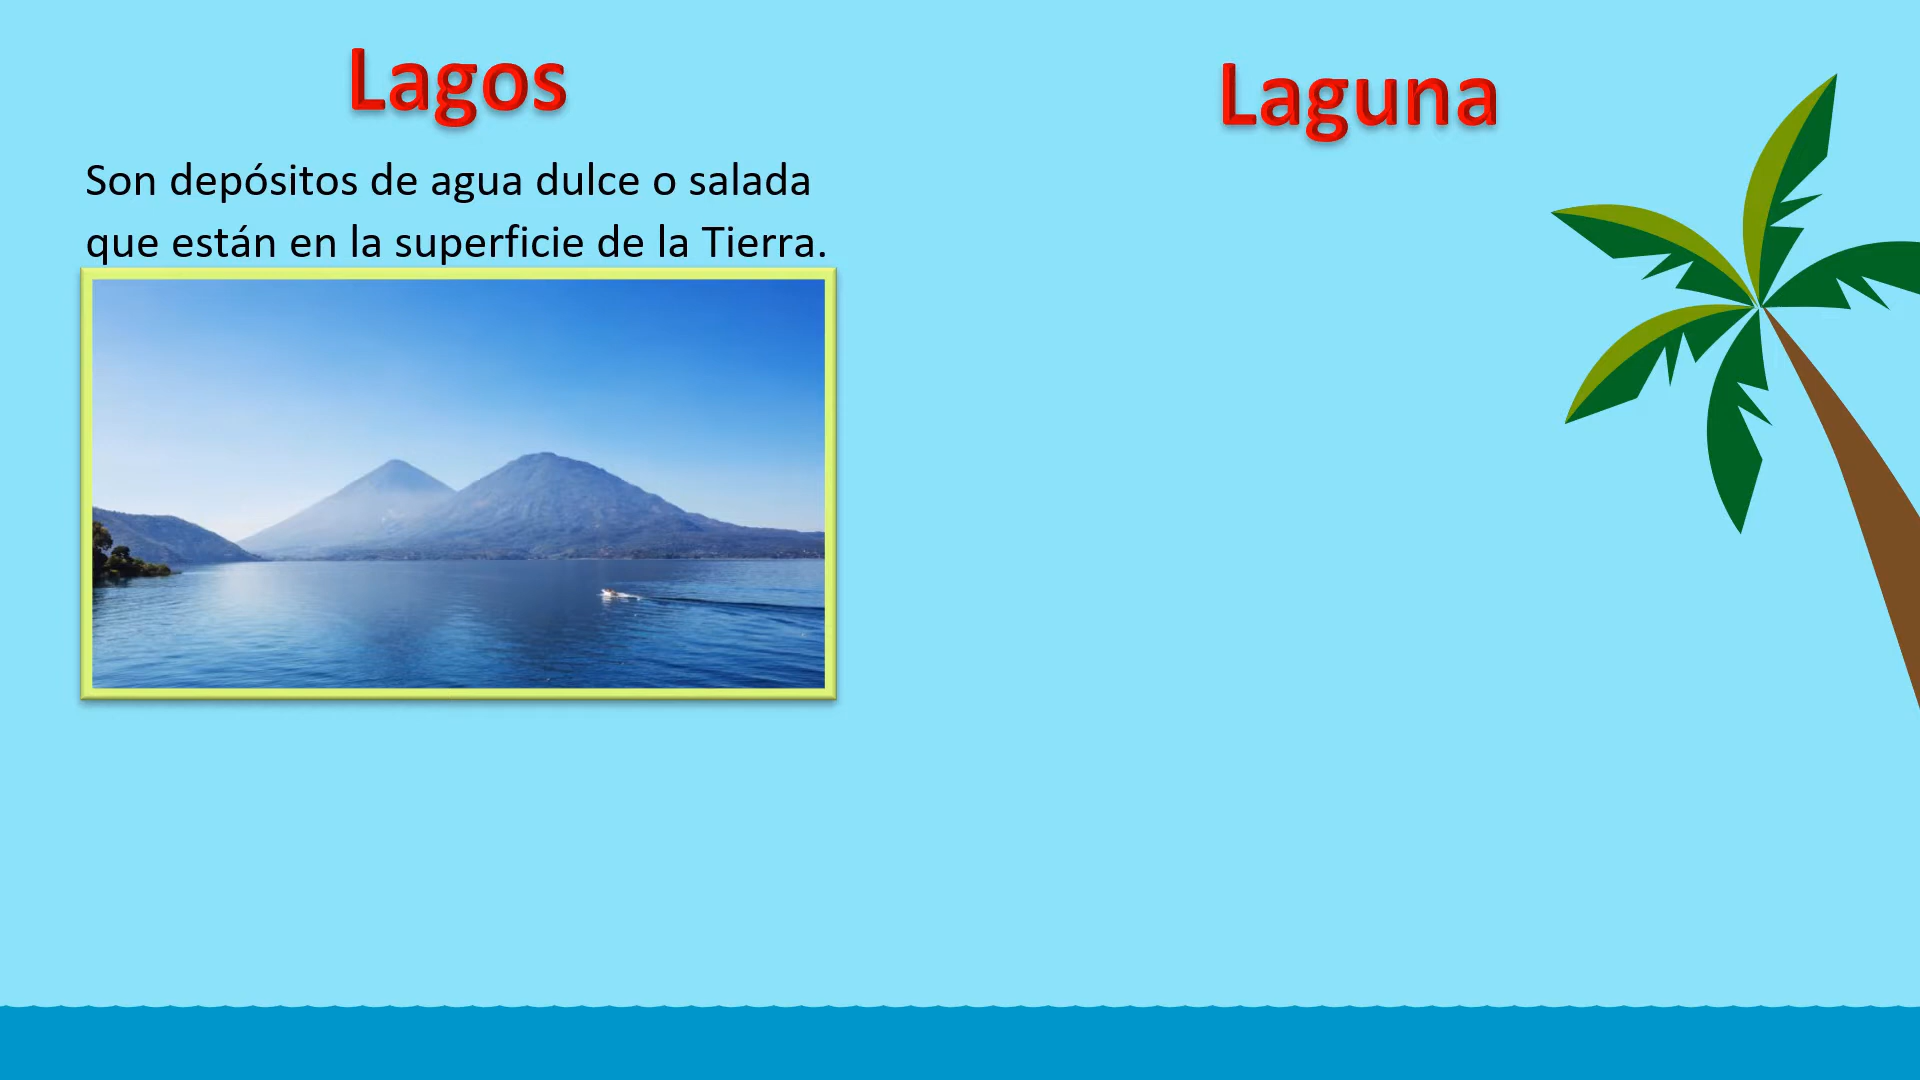 Lagos
Son depósitos de agua dulce o salada
que están en la superficie de la Tierra.
Laguna